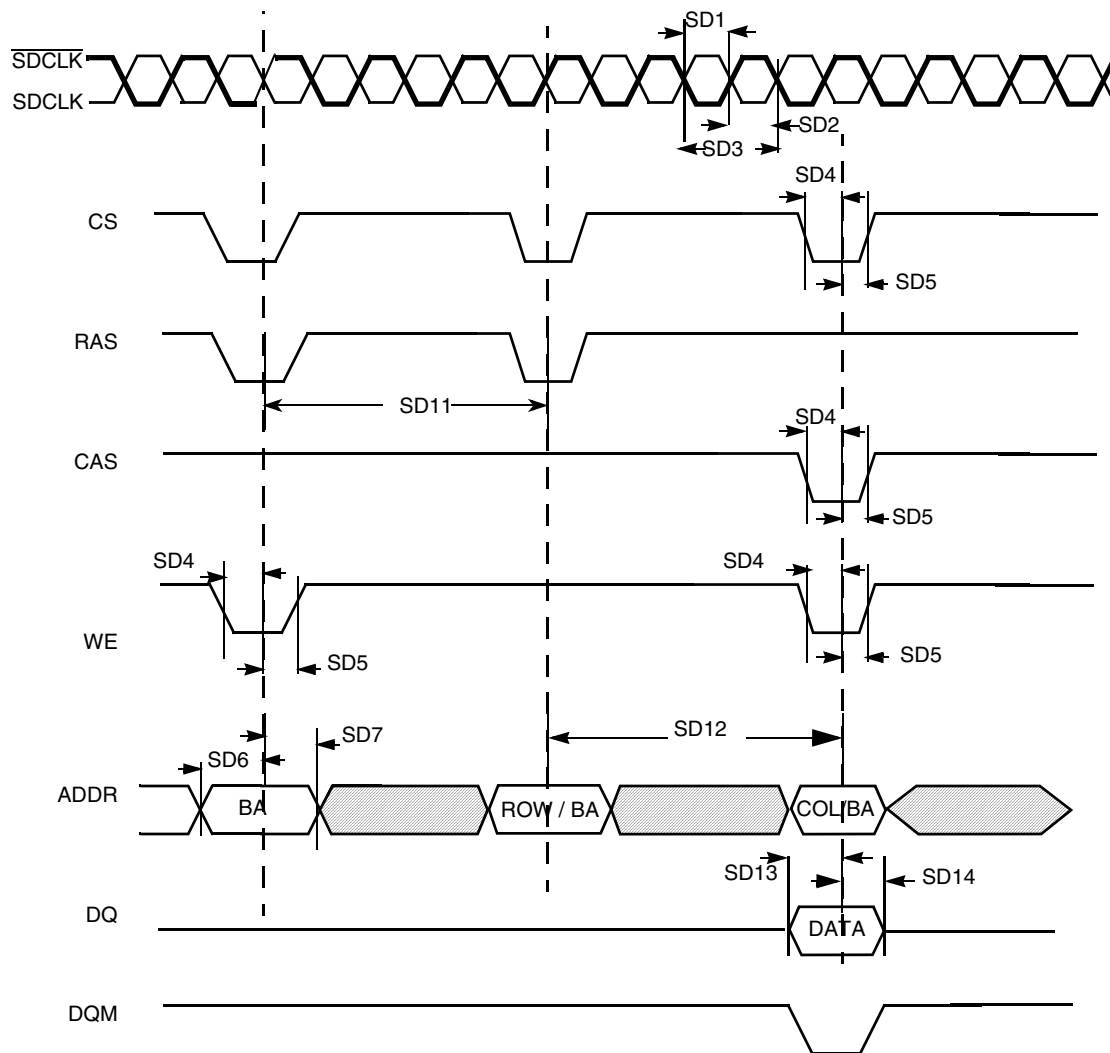 SD1
SDCLK
SDCLK
SD2
SD3
SD4
CS
SD5
RAS
SD11
SD4
CAS
SD5
SD4
SD4
WE
SD5
SD5
SD12
SD7
SD6
ADDR
BA
ROW / BA
COL/BA
SD13
SD14
DQ
DATA
DQM